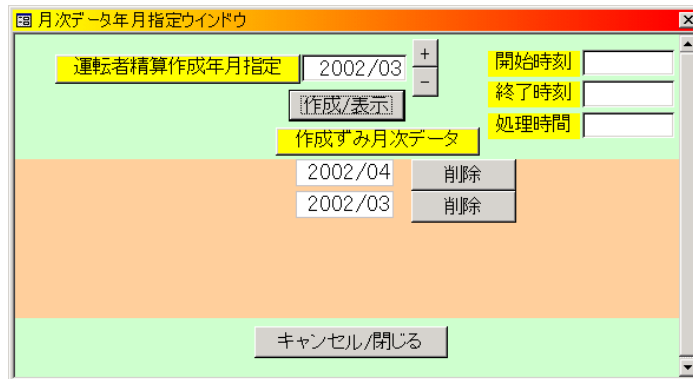 月次データ年月指定ウインドウ
運転者精算作成年月指定 2002/03 + -
開始時刻
終了時刻
処理時間
作成/表示
作成ずみ月次データ
2002/04 削除
2002/03 削除
キャンセル/閉じる